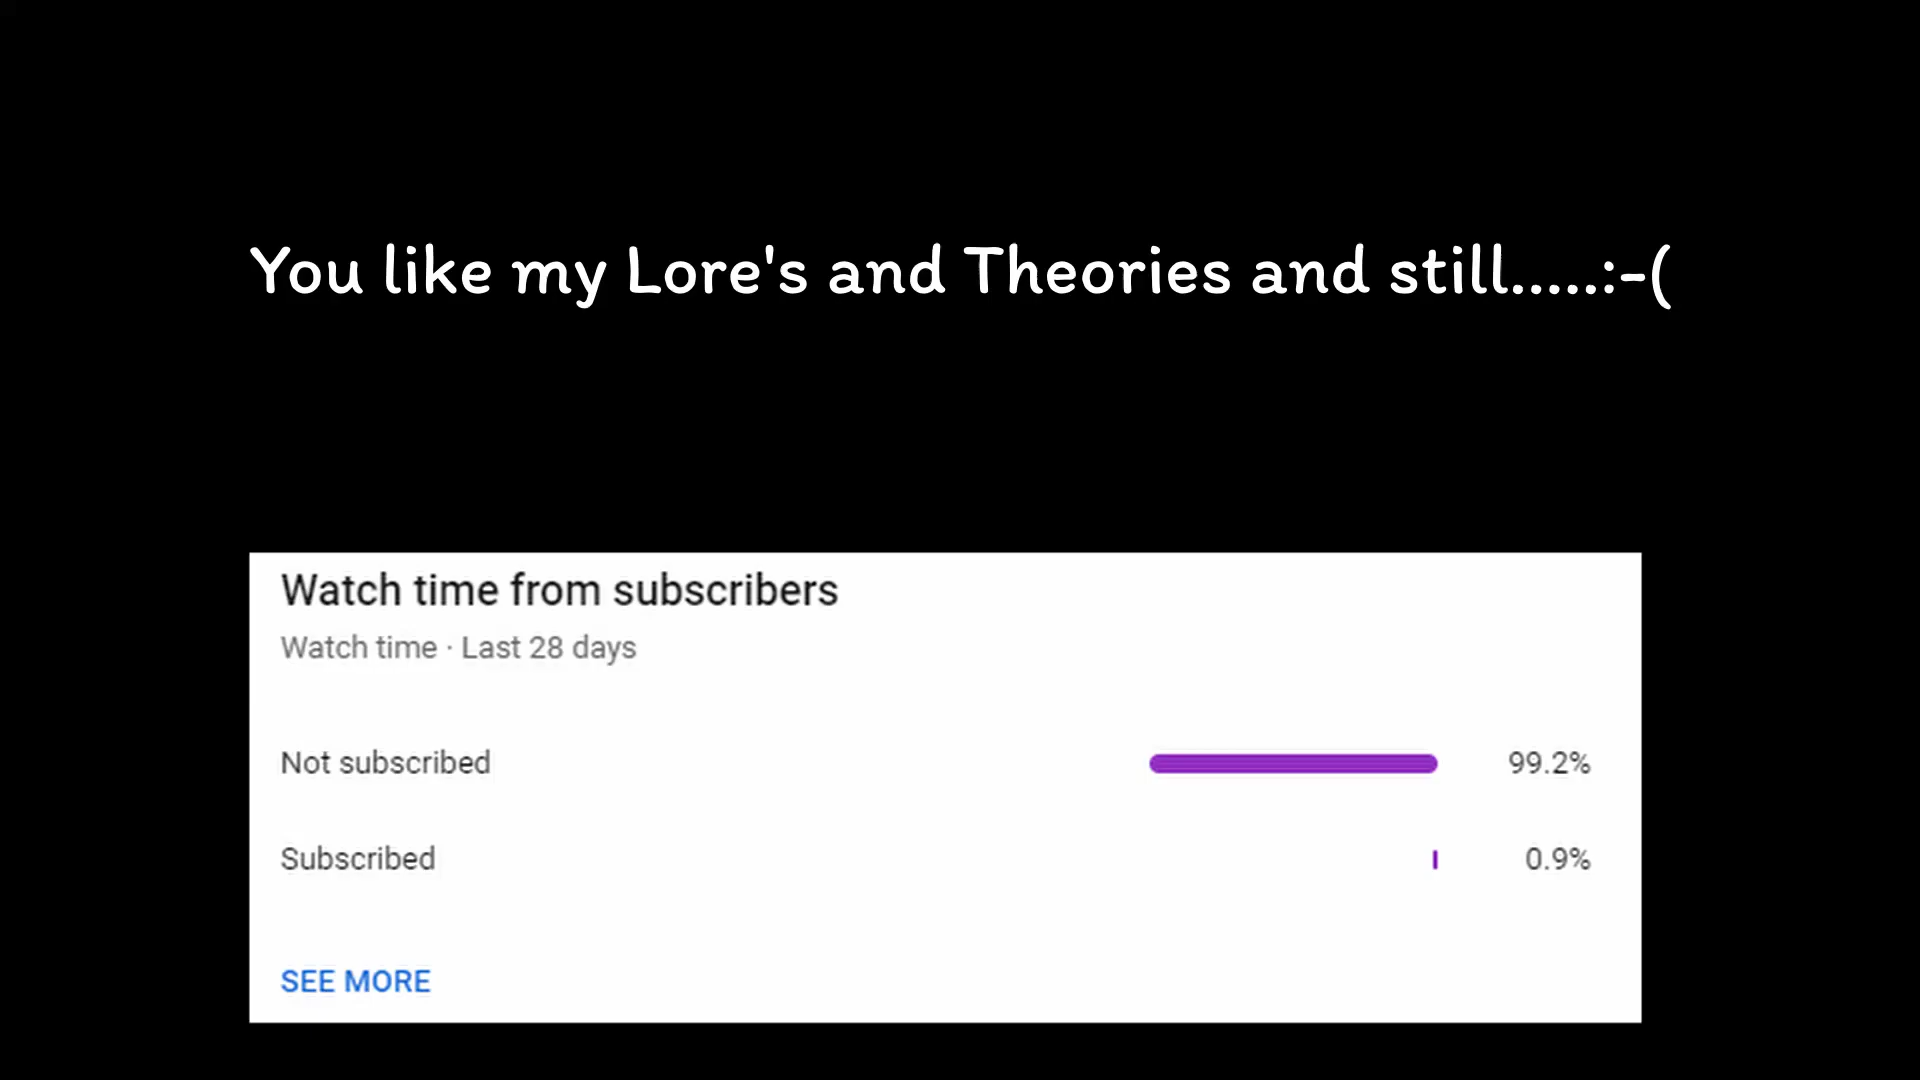 You like my Lore's and Theories and still.....:-(
Watch time from subscribers
Watch time · Last 28 days
Not subscribed 99.2%
Subscribed 0.9%
SEE MORE